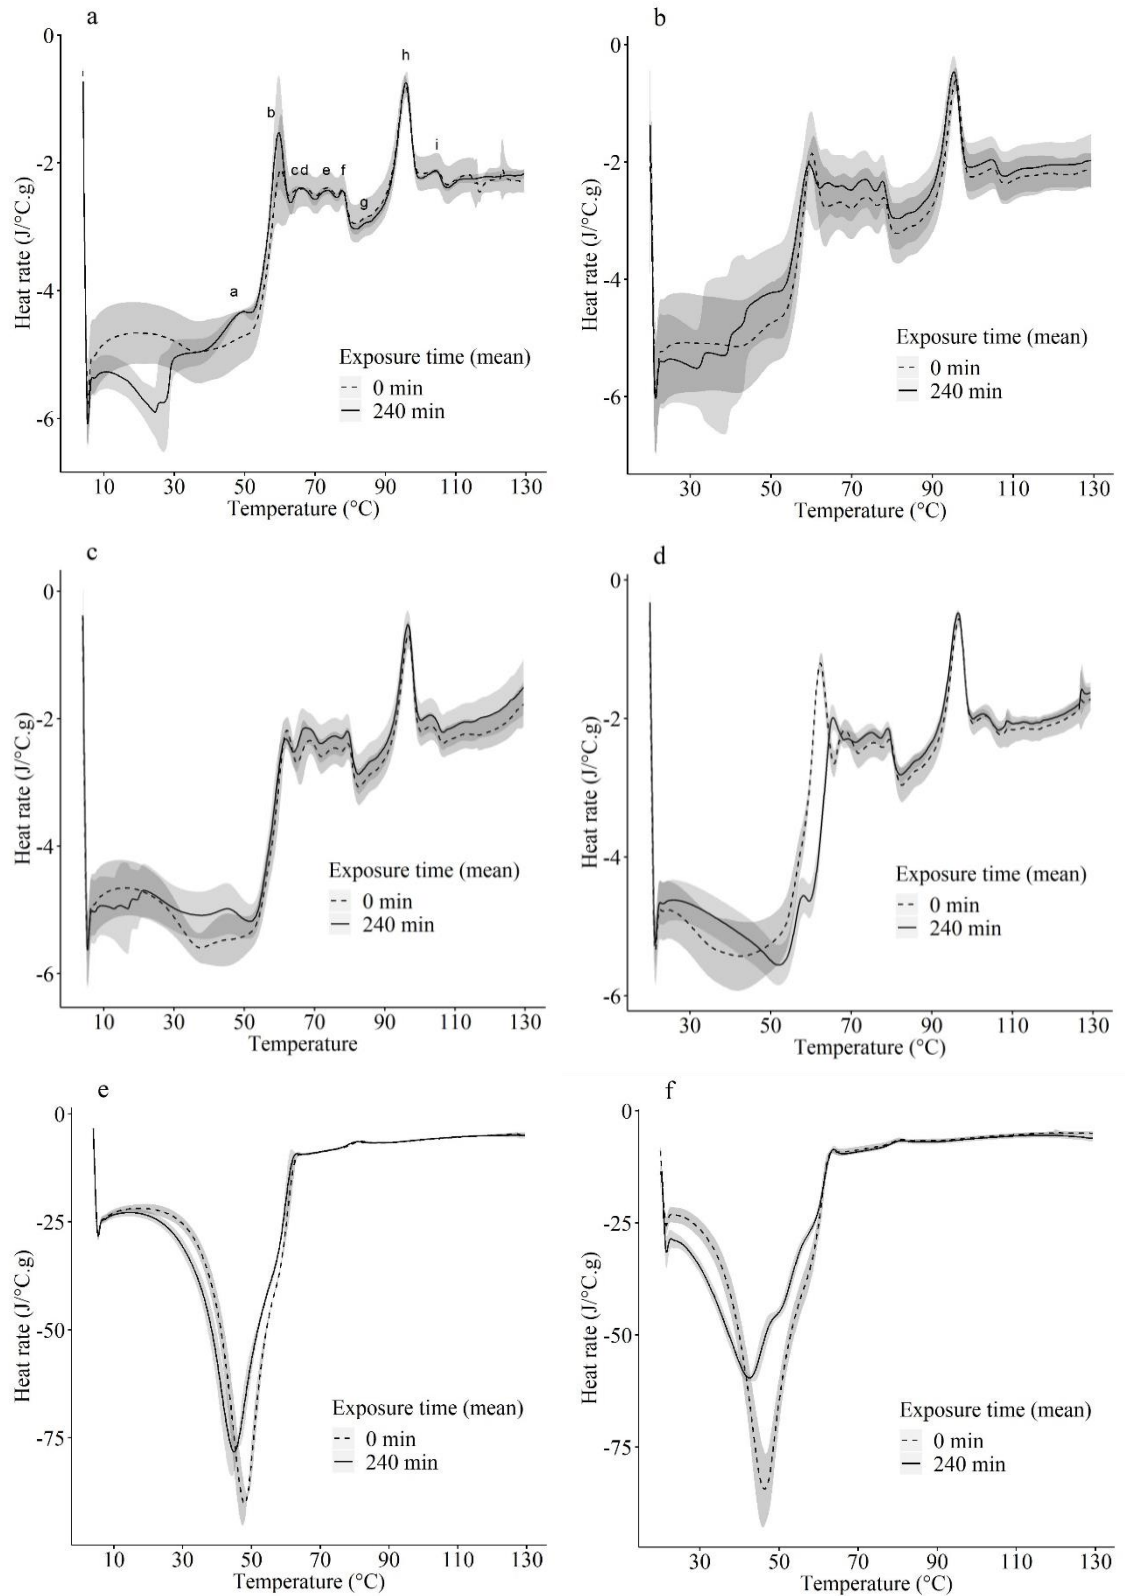 a
0
-2
-4
-6
Heat rate (J/°C.g)
a
b
c
d
e
f
g
h
i
Exposure time (mean)
0 min
240 min
10 30 50 70 90 110 130
Temperature (°C)
b
0
-2
-4
-6
Heat rate (J/°C.g)
Exposure time (mean)
0 min
240 min
30 50 70 90 110 130
Temperature (°C)
c
0
-2
-4
-6
Heat rate (J/°C.g)
Exposure time (mean)
0 min
240 min
10 30 50 70 90 110 130
Temperature
d
0
-2
-4
-6
Heat rate (J/°C.g)
Exposure time (mean)
0 min
240 min
30 50 70 90 110 130
Temperature (°C)
e
0
-25
-50
-75
Heat rate (J/°C.g)
Exposure time (mean)
0 min
240 min
10 30 50 70 90 110 130
Temperature (°C)
f
0
-25
-50
-75
Heat rate (J/°C.g)
Exposure time (mean)
0 min
240 min
30 50 70 90 110 130
Temperature (°C)